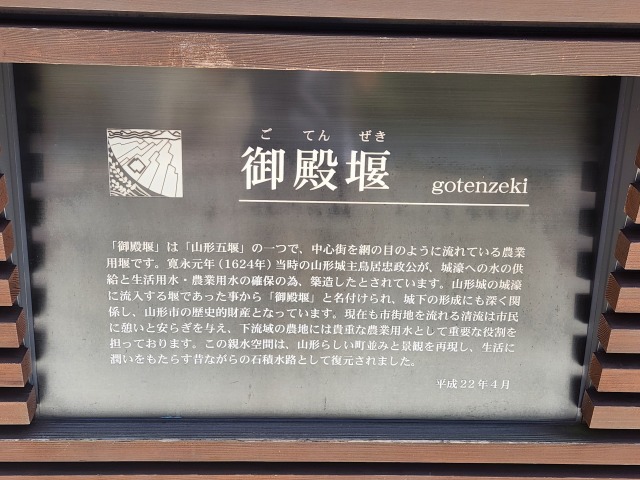 ご てん ぜき
御殿堰 gotenzeki
「御殿堰」は「山形五堰」の一つで、中心街を網の目のように流れている農業
用堰です。寛永元年(1624年)当時の山形城主鳥居忠政公が、城濠への水の供
給と生活用水・農業用水の確保の為、築造したとされています。山形城の城濠
に流入する堰であった事から「御殿堰」と名付けられ、城下の形成にも深く関
係し、山形市の歴史的財産となっています。現在も市街地を流れる清流は市民
に憩いと安らぎを与え、下流域の農地には貴重な農業用水として重要な役割を
担っております。この親水空間は、山形らしい町並みと景観を再現し、生活に
潤いをもたらす昔ながらの石積水路として復元されました。
平成22年4月